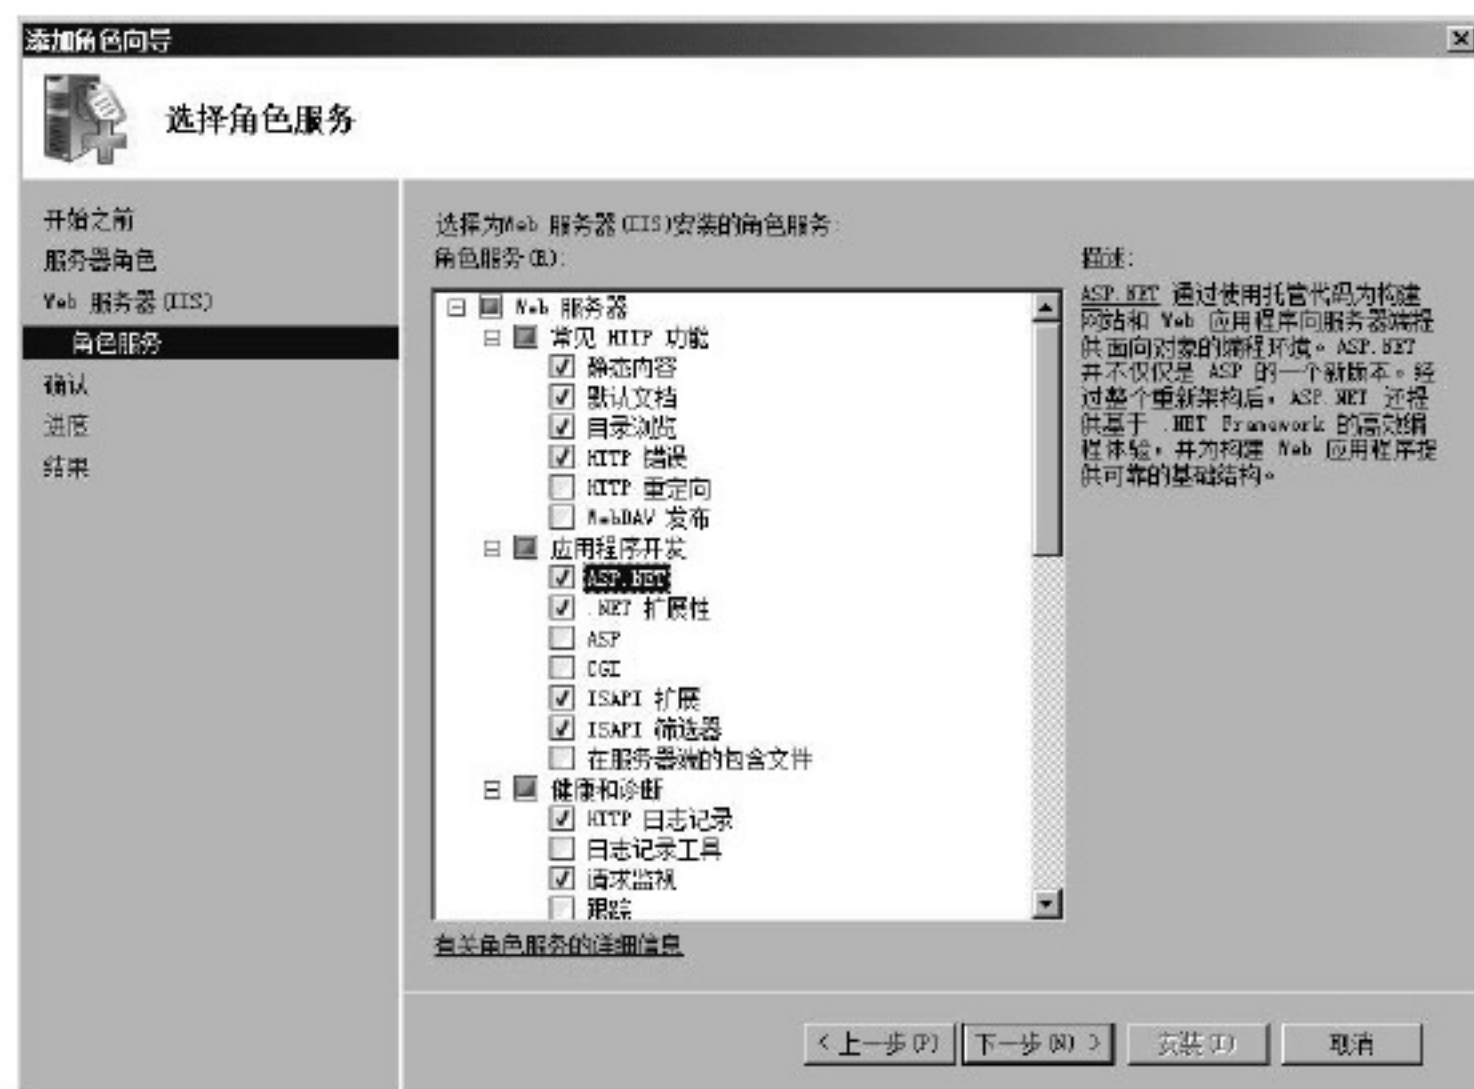 添加角色向导
选择角色服务
开始之前
服务器角色
Web 服务器(IIS)
角色服务
确认
进度
结果
选择为Web 服务器(IIS)安装的角色服务:
角色服务(R):
Web 服务器
常见 HTTP 功能
静态内容
默认文档
目录浏览
HTTP 错误
HTTP 重定向
WebDAV 发布
应用程序开发
ASP.NET
.NET 扩展性
ASP
CGI
ISAPI 扩展
ISAPI 筛选器
在服务器端的包含文件
健康和诊断
HTTP 日志记录
日志记录工具
请求监视
跟踪
有关角色服务的详细信息
描述:
ASP.NET 通过使用托管代码为构建
网站和 Web 应用程序向服务器端提
供面向对象的编程环境。ASP.NET
并不仅仅是 ASP 的一个新版本。经
过整个重新架构后，ASP.NET 还提
供基于 .NET Framework 的高效编
程体验，并为构建 Web 应用程序提
供可靠的基础结构。
< 上一步(P)
下一步(N) >
安装(I)
取消